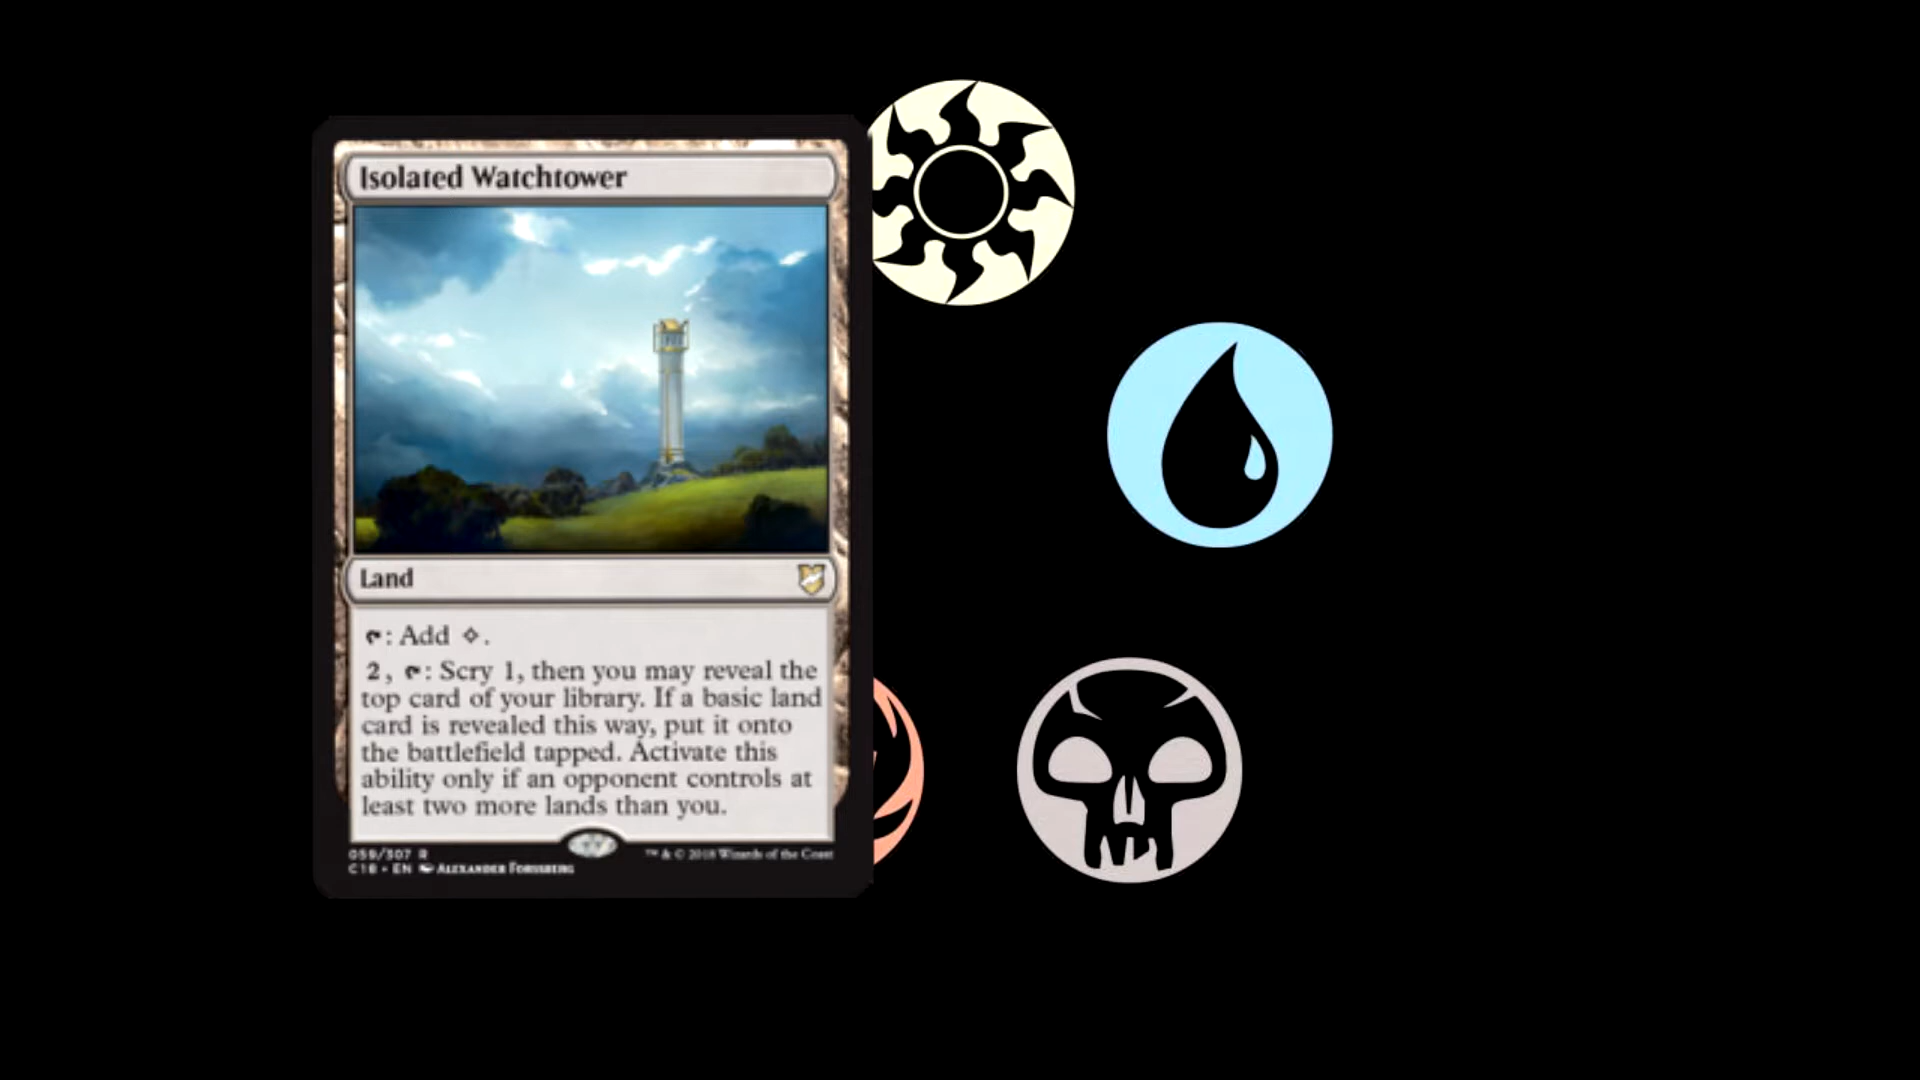 Isolated Watchtower
Land
: Add .
2, : Scry 1, then you may reveal the
top card of your library. If a basic land
card is revealed this way, put it onto
the battlefield tapped. Activate this
ability only if an opponent controls at
least two more lands than you.
059/307 R
™ & © 2018 Wizards of the Coast
C18 • EN Alexander Forssberg